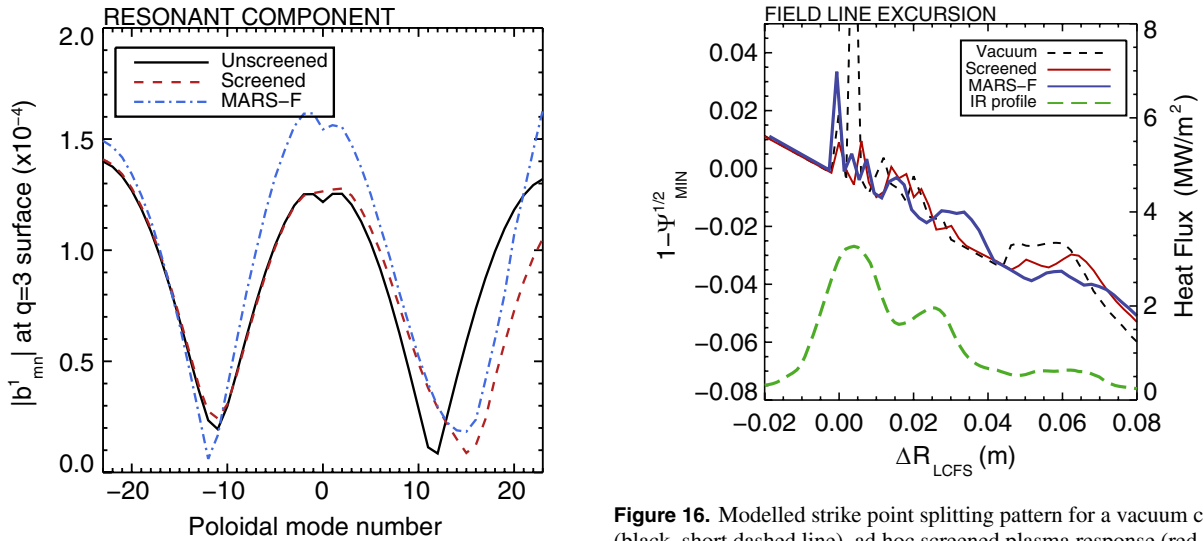 RESONANT COMPONENT
2.0
1.5
1.0
0.5
0.0
|b¹mn| at q=3 surface (x10⁻⁴)
Unscreened
Screened
MARS−F
−20 −10 0 10 20
Poloidal mode number
FIELD LINE EXCURSION
0.04
0.02
0.00
−0.02
−0.04
−0.06
−0.08
1−Ψ^1/2 MIN
Vacuum
Screened
MARS−F
IR profile
8
6
4
2
0
Heat Flux (MW/m²)
−0.02 0.00 0.02 0.04 0.06 0.08
ΔR LCFS (m)
Figure 16. Modelled strike point splitting pattern for a vacuum c
(black, short dashed line), ad hoc screened plasma response (red